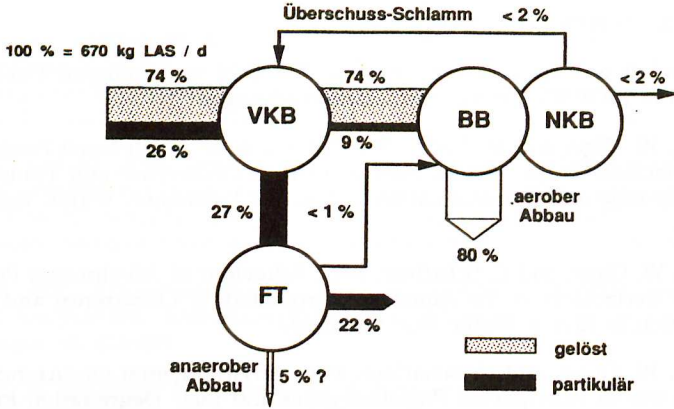 Überschuss-Schlamm < 2 %
100 % = 670 kg LAS / d
74 %
74 %
< 2 %
VKB
BB
NKB
26 %
9 %
27 %
< 1 %
aerober
Abbau
80 %
FT
22 %
gelöst
anaerober
Abbau
5 % ?
partikulär